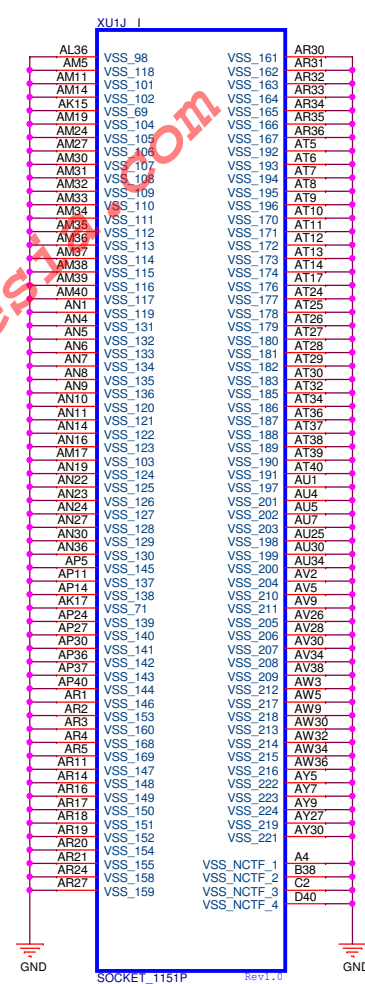 XU1J I
AL36 VSS_98 VSS_161 AR30
AM5 VSS_118 VSS_162 AR31
AM11 VSS_101 VSS_163 AR32
AM14 VSS_102 VSS_164 AR33
AK15 VSS_69 VSS_165 AR34
AM19 VSS_104 VSS_166 AR35
AM24 VSS_105 VSS_167 AR36
AM27 VSS_106 VSS_192 AT5
AM30 VSS_107 VSS_193 AT6
AM31 VSS_108 VSS_194 AT7
AM32 VSS_109 VSS_195 AT8
AM33 VSS_110 VSS_196 AT9
AM34 VSS_111 VSS_170 AT10
AM35 VSS_112 VSS_171 AT11
AM36 VSS_113 VSS_172 AT12
AM37 VSS_114 VSS_173 AT13
AM38 VSS_115 VSS_174 AT14
AM39 VSS_116 VSS_176 AT17
AM40 VSS_117 VSS_177 AT24
AN1 VSS_119 VSS_178 AT25
AN4 VSS_131 VSS_179 AT26
AN5 VSS_132 VSS_180 AT27
AN6 VSS_133 VSS_181 AT28
AN7 VSS_134 VSS_182 AT29
AN8 VSS_135 VSS_183 AT30
AN9 VSS_136 VSS_185 AT32
AN10 VSS_120 VSS_186 AT34
AN11 VSS_121 VSS_187 AT36
AN14 VSS_122 VSS_188 AT37
AN16 VSS_123 VSS_189 AT38
AM17 VSS_103 VSS_190 AT39
AN19 VSS_124 VSS_191 AT40
AN22 VSS_125 VSS_197 AU1
AN23 VSS_126 VSS_201 AU4
AN24 VSS_127 VSS_202 AU5
AN27 VSS_128 VSS_203 AU7
AN30 VSS_129 VSS_198 AU25
AN36 VSS_130 VSS_199 AU30
AP5 VSS_145 VSS_200 AU34
AP11 VSS_137 VSS_204 AV2
AP14 VSS_138 VSS_210 AV5
AK17 VSS_71 VSS_211 AV9
AP24 VSS_139 VSS_205 AV26
AP27 VSS_140 VSS_206 AV28
AP30 VSS_141 VSS_207 AV30
AP36 VSS_142 VSS_208 AV34
AP37 VSS_143 VSS_209 AV38
AP40 VSS_144 VSS_212 AW3
AR1 VSS_146 VSS_217 AW5
AR2 VSS_153 VSS_218 AW9
AR3 VSS_160 VSS_213 AW30
AR4 VSS_168 VSS_214 AW32
AR5 VSS_169 VSS_215 AW34
AR11 VSS_147 VSS_216 AW36
AR14 VSS_148 VSS_222 AY5
AR16 VSS_149 VSS_223 AY7
AR17 VSS_150 VSS_224 AY9
AR18 VSS_151 VSS_219 AY27
AR19 VSS_152 VSS_221 AY30
AR20 VSS_154
AR21 VSS_155 VSS_NCTF_1 A4
AR24 VSS_158 VSS_NCTF_2 B38
AR27 VSS_159 VSS_NCTF_3 C2
VSS_NCTF_4 D40
GND GND
SOCKET_1151P Rev1.0
esia.com